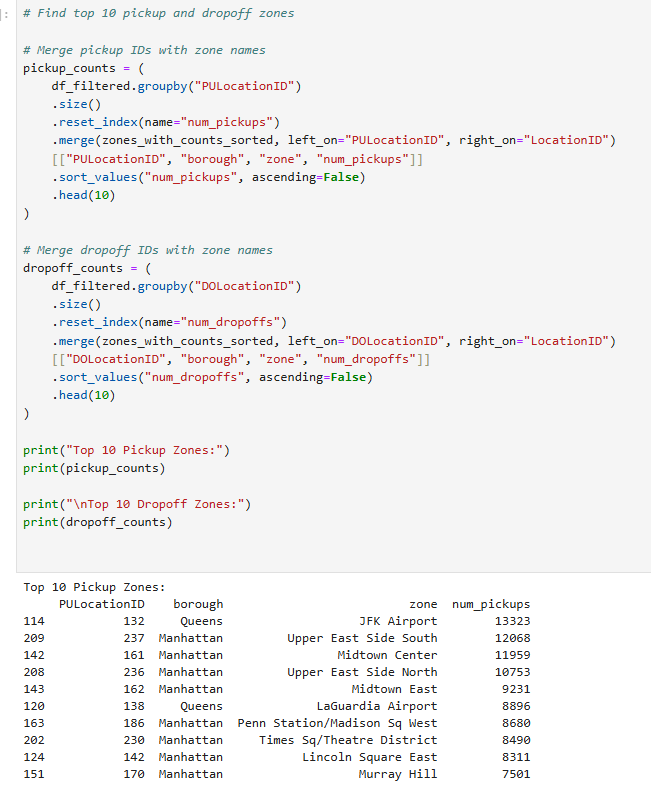 ]:
# Find top 10 pickup and dropoff zones
# Merge pickup IDs with zone names
pickup_counts = (
    df_filtered.groupby("PULocationID")
    .size()
    .reset_index(name="num_pickups")
    .merge(zones_with_counts_sorted, left_on="PULocationID", right_on="LocationID")
    [["PULocationID", "borough", "zone", "num_pickups"]]
    .sort_values("num_pickups", ascending=False)
    .head(10)
)
# Merge dropoff IDs with zone names
dropoff_counts = (
    df_filtered.groupby("DOLocationID")
    .size()
    .reset_index(name="num_dropoffs")
    .merge(zones_with_counts_sorted, left_on="DOLocationID", right_on="LocationID")
    [["DOLocationID", "borough", "zone", "num_dropoffs"]]
    .sort_values("num_dropoffs", ascending=False)
    .head(10)
)
print("Top 10 Pickup Zones:")
print(pickup_counts)
print("\nTop 10 Dropoff Zones:")
print(dropoff_counts)
Top 10 Pickup Zones:
     PULocationID    borough                          zone  num_pickups
114           132     Queens                   JFK Airport        13323
209           237  Manhattan         Upper East Side South        12068
142           161  Manhattan                Midtown Center        11959
208           236  Manhattan         Upper East Side North        10753
143           162  Manhattan                  Midtown East         9231
120           138     Queens             LaGuardia Airport         8896
163           186  Manhattan  Penn Station/Madison Sq West         8680
202           230  Manhattan     Times Sq/Theatre District         8490
124           142  Manhattan           Lincoln Square East         8311
151           170  Manhattan                   Murray Hill         7501